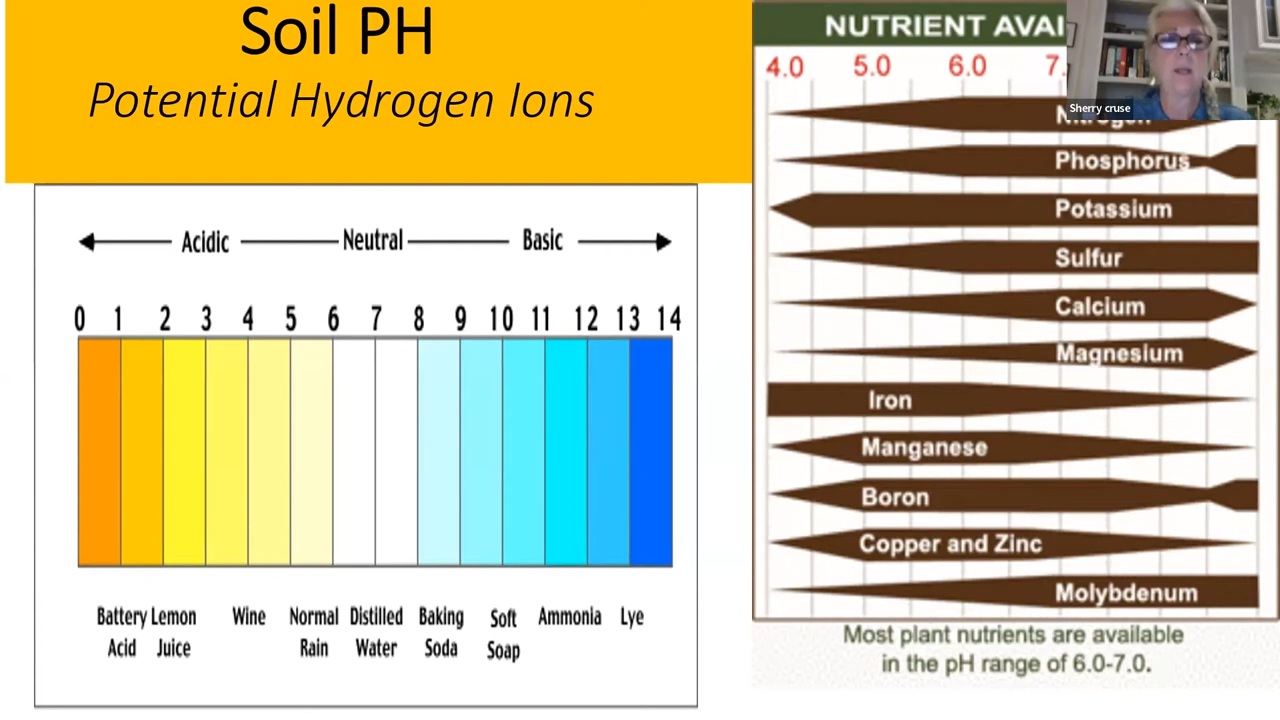 Soil PH
Potential Hydrogen Ions
Acidic Neutral Basic
0 1 2 3 4 5 6 7 8 9 10 11 12 13 14
Battery Acid
Lemon Juice
Wine
Normal Rain
Distilled Water
Baking Soda
Soft Soap
Ammonia
Lye
NUTRIENT AVAI
4.0 5.0 6.0 7.
Sherry cruse
Nitrogen
Phosphorus
Potassium
Sulfur
Calcium
Magnesium
Iron
Manganese
Boron
Copper and Zinc
Molybdenum
Most plant nutrients are available
in the pH range of 6.0-7.0.